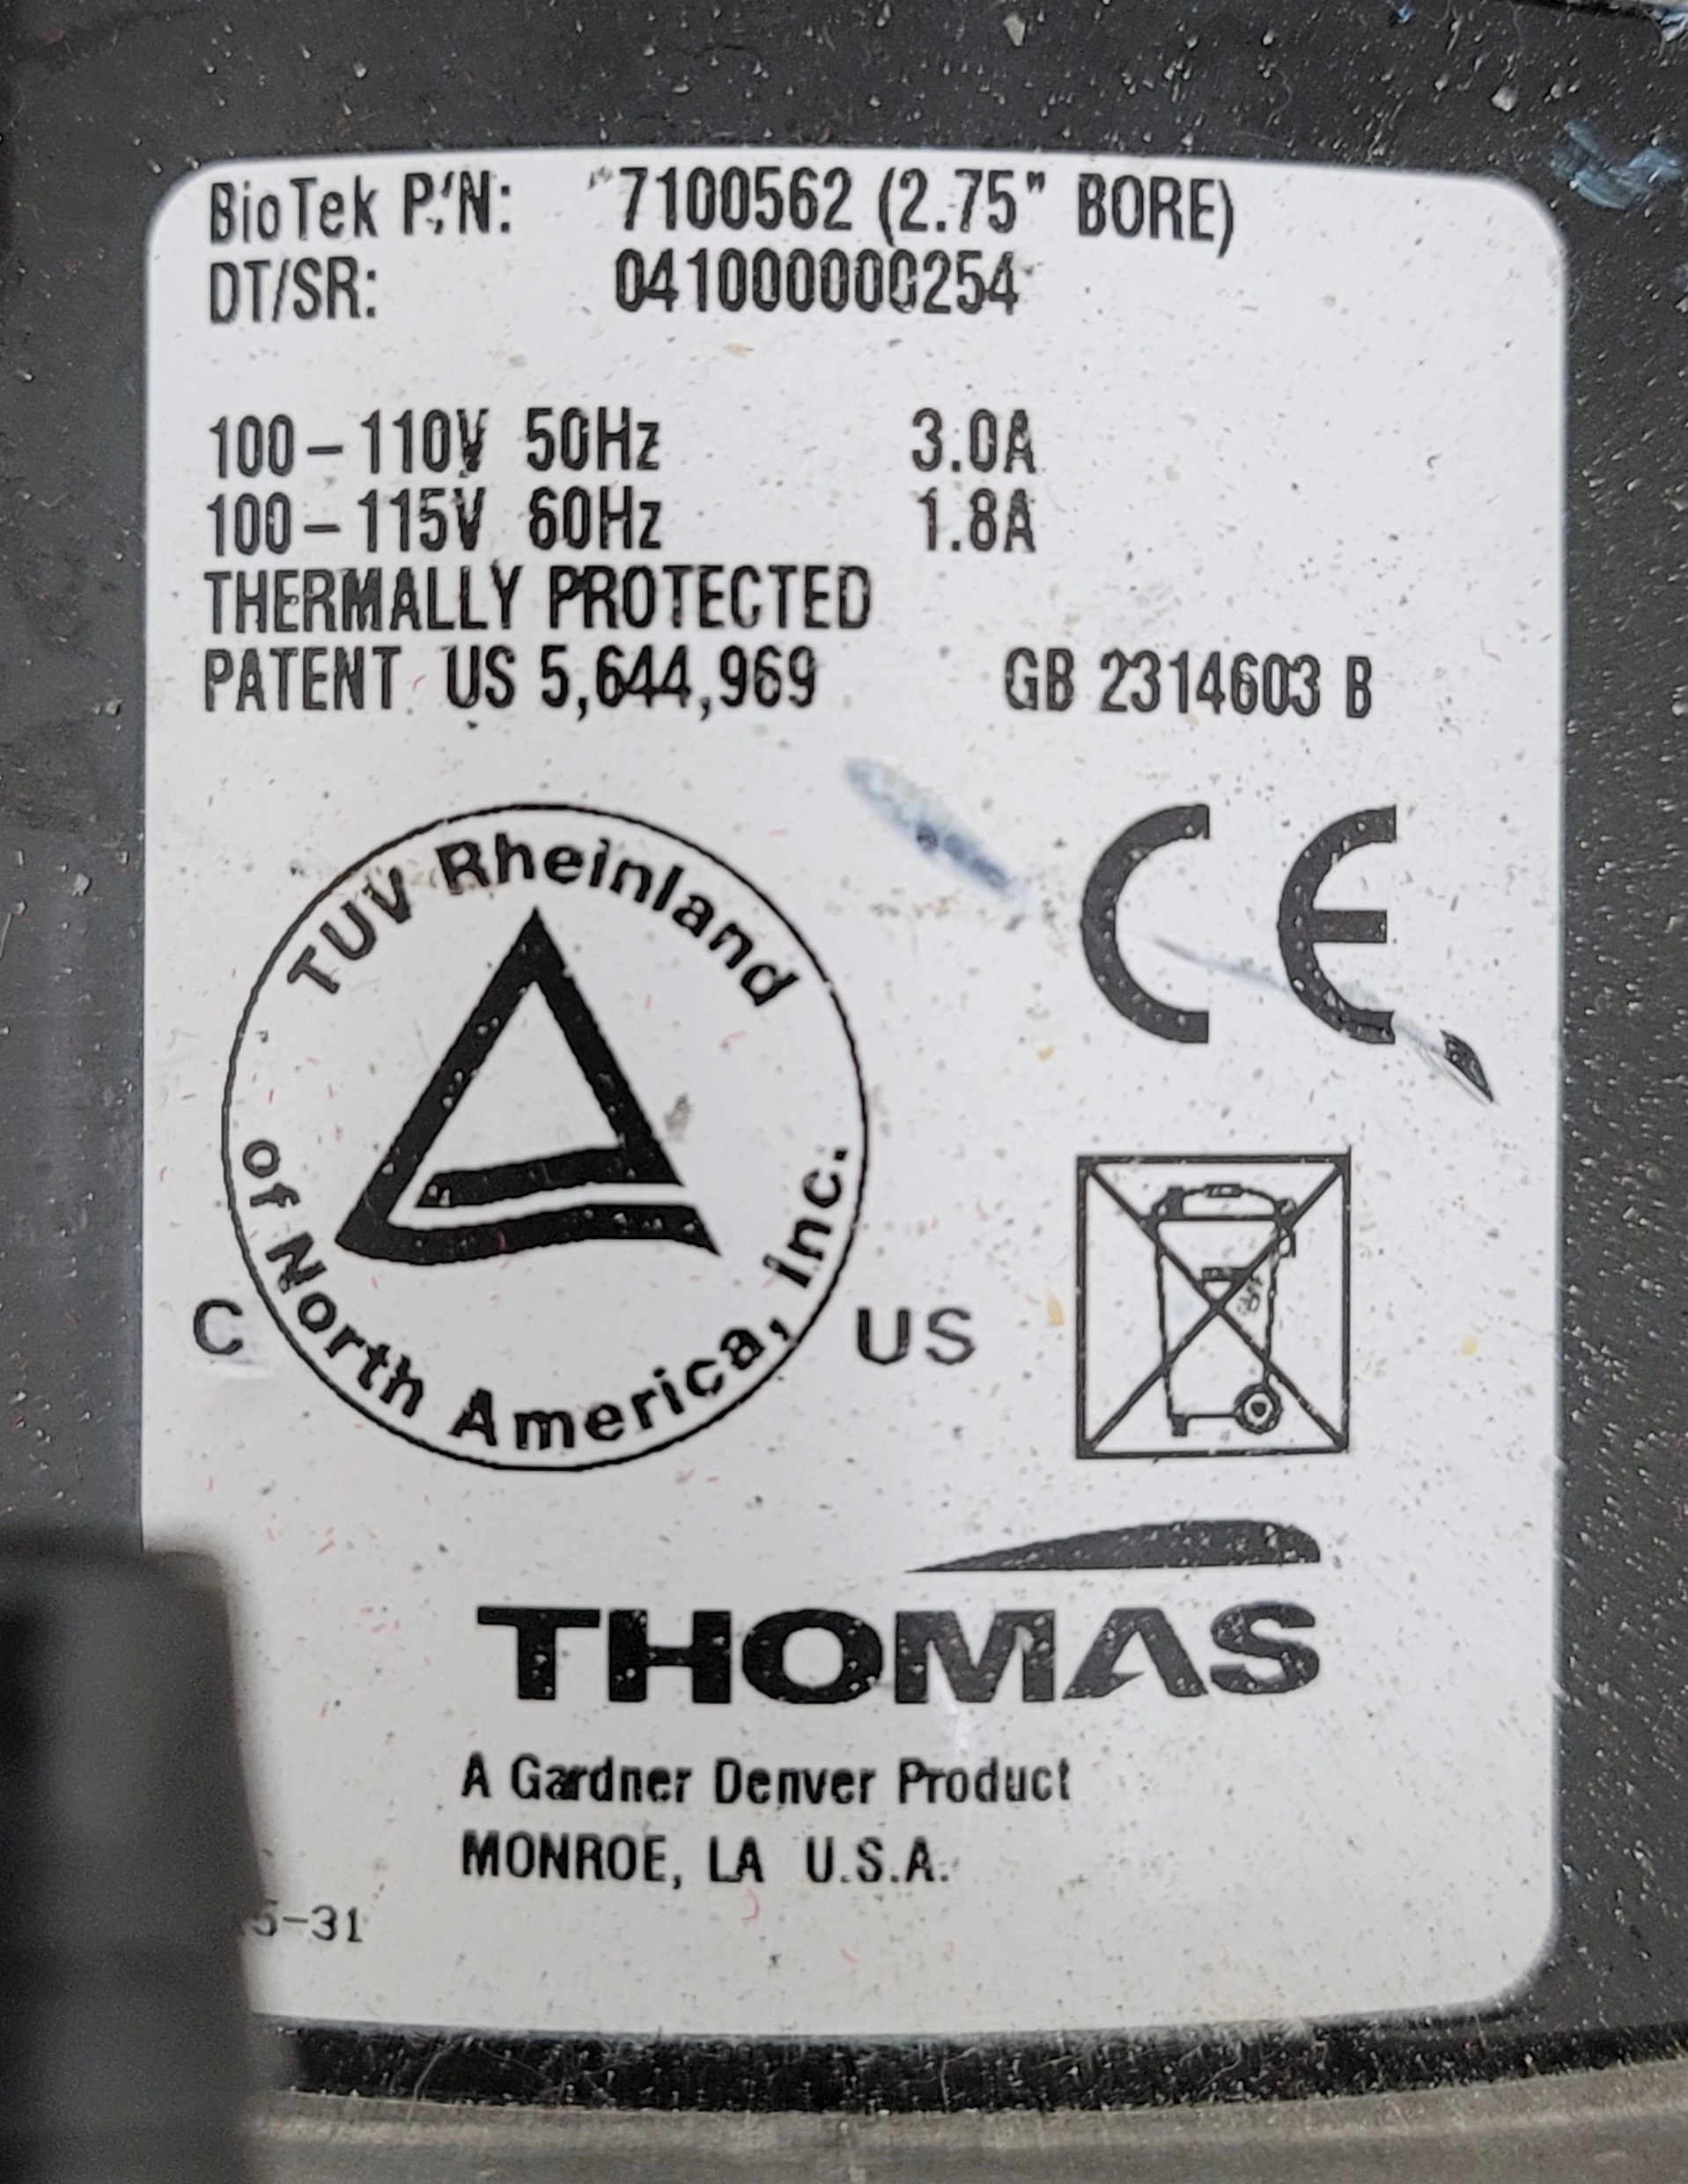 BioTek P/N: 7100562 (2.75" BORE)
DT/SR: 041000000254
100-110V 50Hz 3.0A
100-115V 60Hz 1.8A
THERMALLY PROTECTED
PATENT US 5,644,969 GB 2314603 B
TUV Rheinland
of North America, Inc.
C US
CE
THOMAS
A Gardner Denver Product
MONROE, LA U.S.A.
5-31